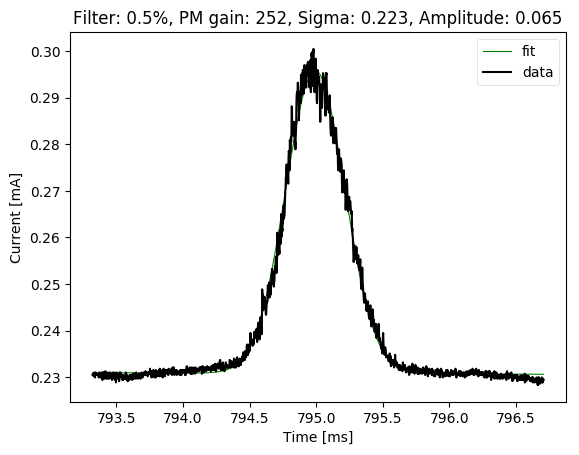 Filter: 0.5%, PM gain: 252, Sigma: 0.223, Amplitude: 0.065
fit
data
0.30
0.29
0.28
0.27
0.26
0.25
0.24
0.23
Current [mA]
793.5 794.0 794.5 795.0 795.5 796.0 796.5
Time [ms]